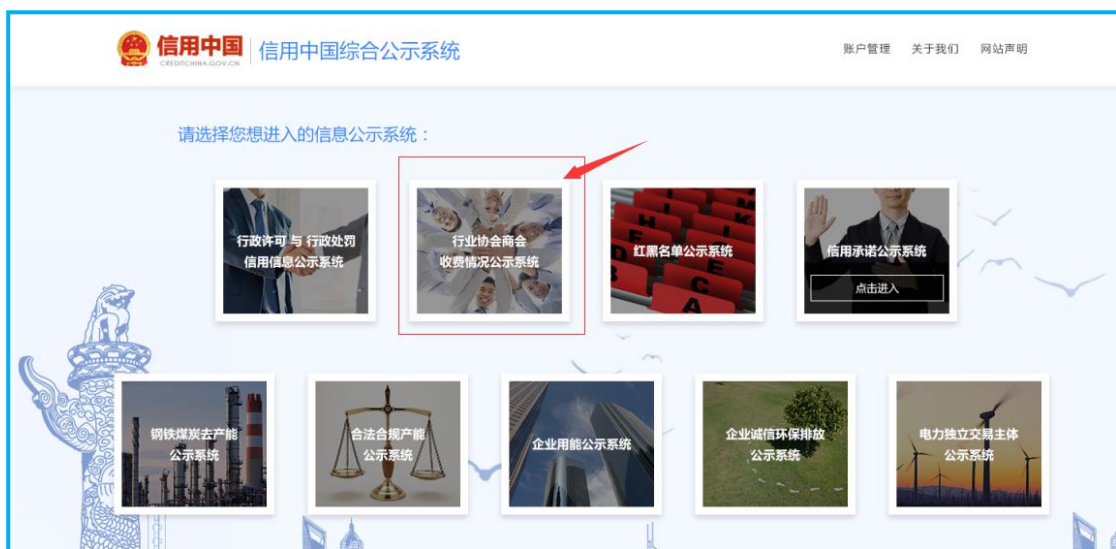 信用中国
CREDITCHINA.GOV.CN
信用中国综合公示系统
账户管理 关于我们 网站声明
请选择您想进入的信息公示系统：
行政许可 与 行政处罚
信用信息公示系统
行业协会商会
收费情况公示系统
红黑名单公示系统
信用承诺公示系统
点击进入
钢铁煤炭去产能
公示系统
合法合规产能
公示系统
企业用能公示系统
企业诚信环保排放
公示系统
电力独立交易主体
公示系统